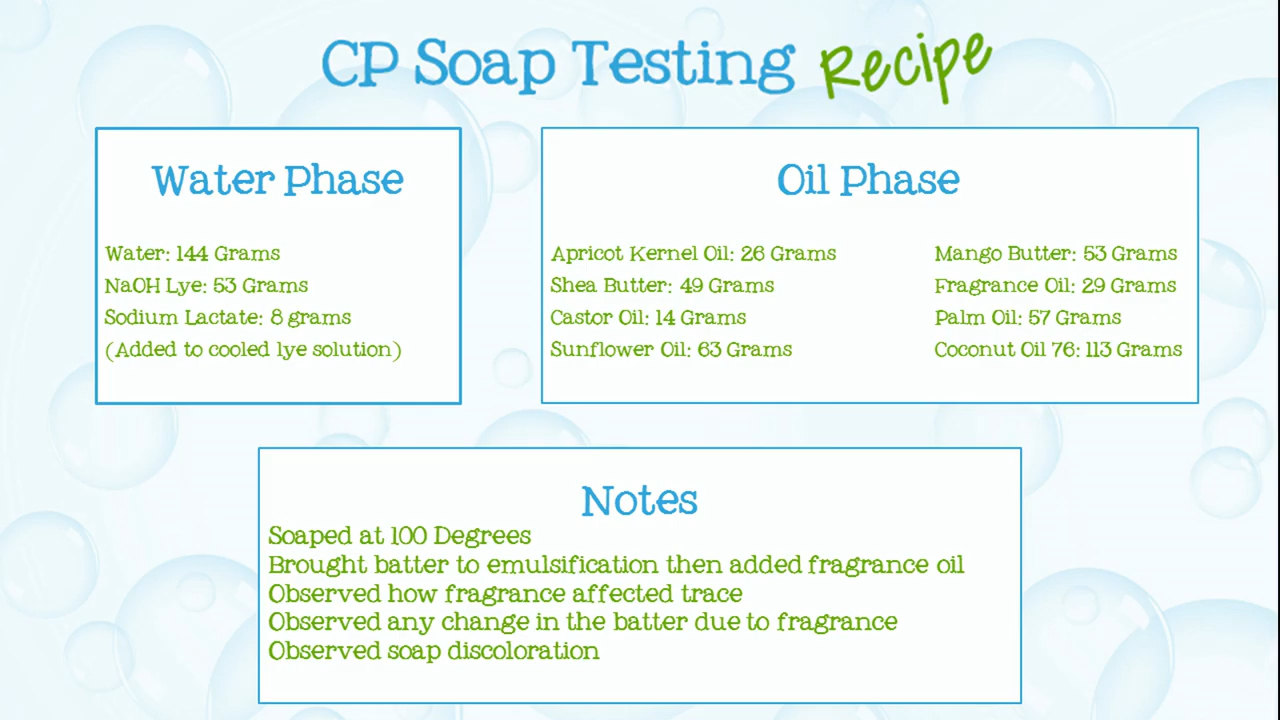 CP Soap Testing Recipe
Water Phase
Water: 144 Grams
NaOH Lye: 53 Grams
Sodium Lactate: 8 grams
(Added to cooled lye solution)
Oil Phase
Apricot Kernel Oil: 26 Grams
Shea Butter: 49 Grams
Castor Oil: 14 Grams
Sunflower Oil: 63 Grams
Mango Butter: 53 Grams
Fragrance Oil: 29 Grams
Palm Oil: 57 Grams
Coconut Oil 76: 113 Grams
Notes
Soaped at 100 Degrees
Brought batter to emulsification then added fragrance oil
Observed how fragrance affected trace
Observed any change in the batter due to fragrance
Observed soap discoloration